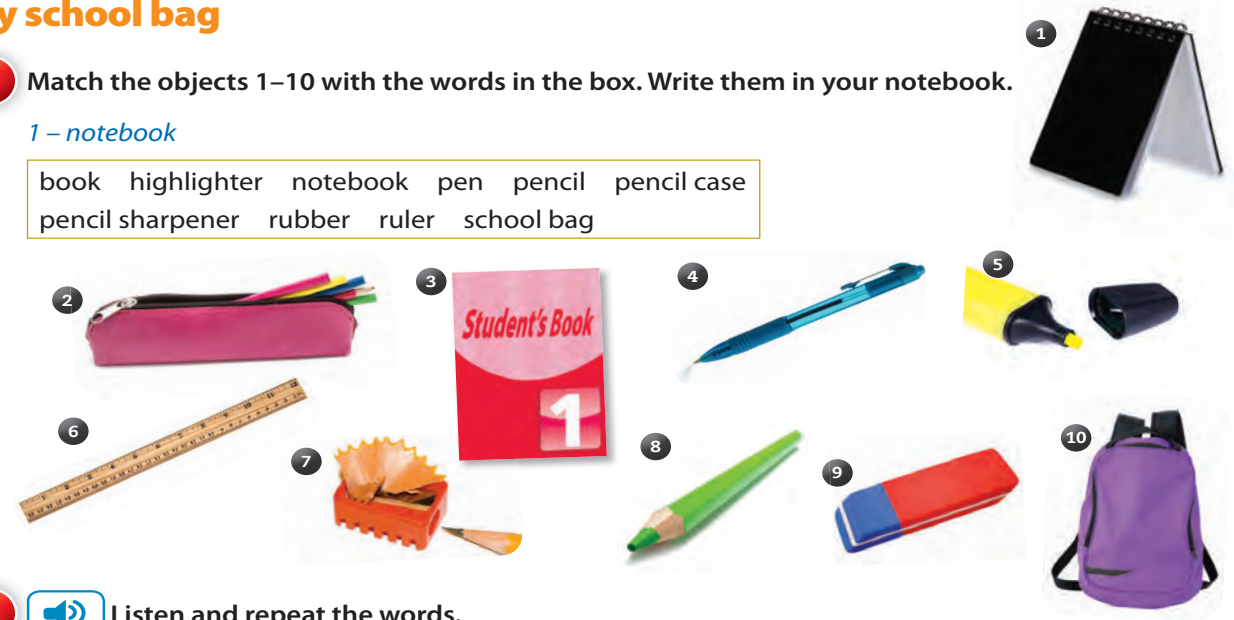 y school bag
1
Match the objects 1–10 with the words in the box. Write them in your notebook.
1 – notebook
book highlighter notebook pen pencil pencil case
pencil sharpener rubber ruler school bag
2
3
Student's Book
1
4
5
6
7
8
9
10
Listen and repeat the words.